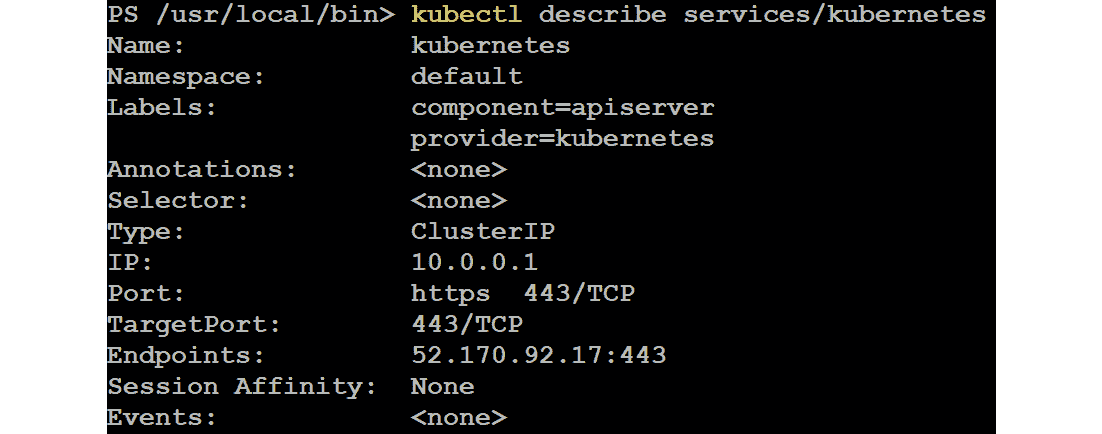 PS /usr/local/bin> kubectl describe services/kubernetes
Name:              kubernetes
Namespace:         default
Labels:            component=apiserver
                   provider=kubernetes
Annotations:       <none>
Selector:          <none>
Type:              ClusterIP
IP:                10.0.0.1
Port:              https  443/TCP
TargetPort:        443/TCP
Endpoints:         52.170.92.17:443
Session Affinity:  None
Events:            <none>